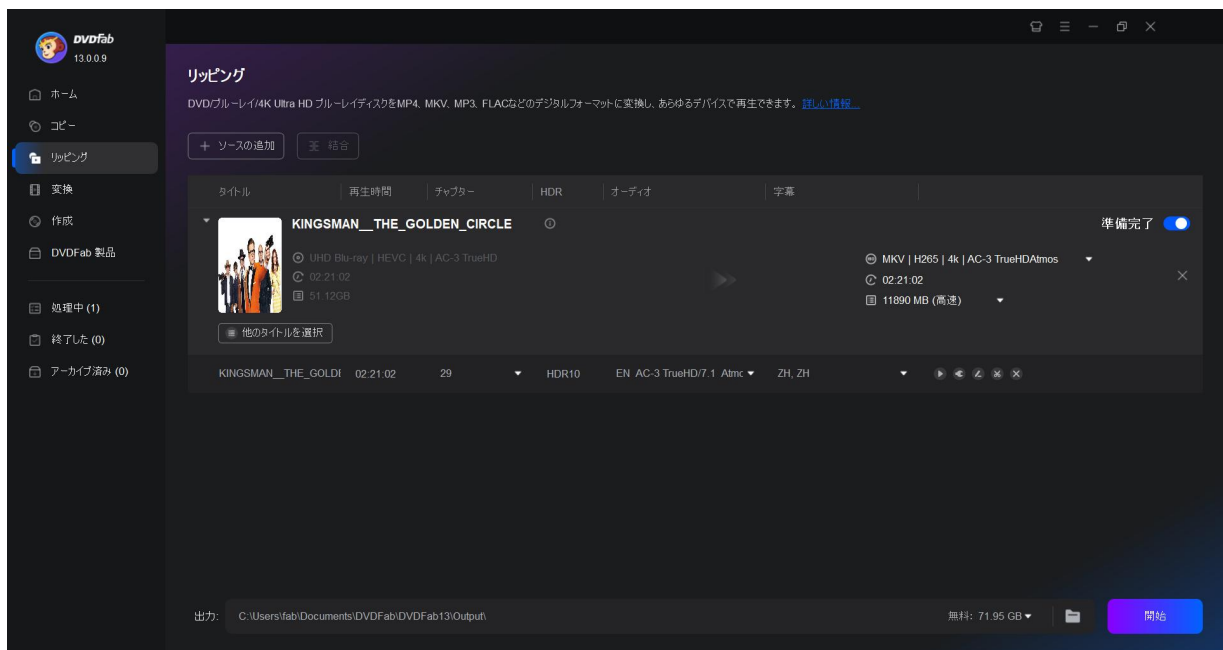 DVDFab
13.0.0.9
ホーム
コピー
リッピング
変換
作成
DVDFab 製品
処理中 (1)
終了した (0)
アーカイブ済み (0)
リッピング
DVD/ブルーレイ/4K Ultra HD ブルーレイディスクをMP4、MKV、MP3、FLACなどのデジタルフォーマットに変換し、あらゆるデバイスで再生できます。 詳しい情報...
ソースの追加 結合
タイトル 再生時間 チャプター HDR オーディオ 字幕
KINGSMAN__THE_GOLDEN_CIRCLE 準備完了
UHD Blu-ray | HEVC | 4k | AC-3 TrueHD MKV | H265 | 4k | AC-3 TrueHDAtmos
02:21:02 02:21:02
51.12GB 11890 MB (高速)
他のタイトルを選択
KINGSMAN__THE_GOLDI 02:21:02 29 HDR10 EN AC-3 TrueHD/7.1 Atmc ZH, ZH
出力: C:\Users\fab\Documents\DVDFab\DVDFab13\Output\ 無料: 71.95 GB 開始